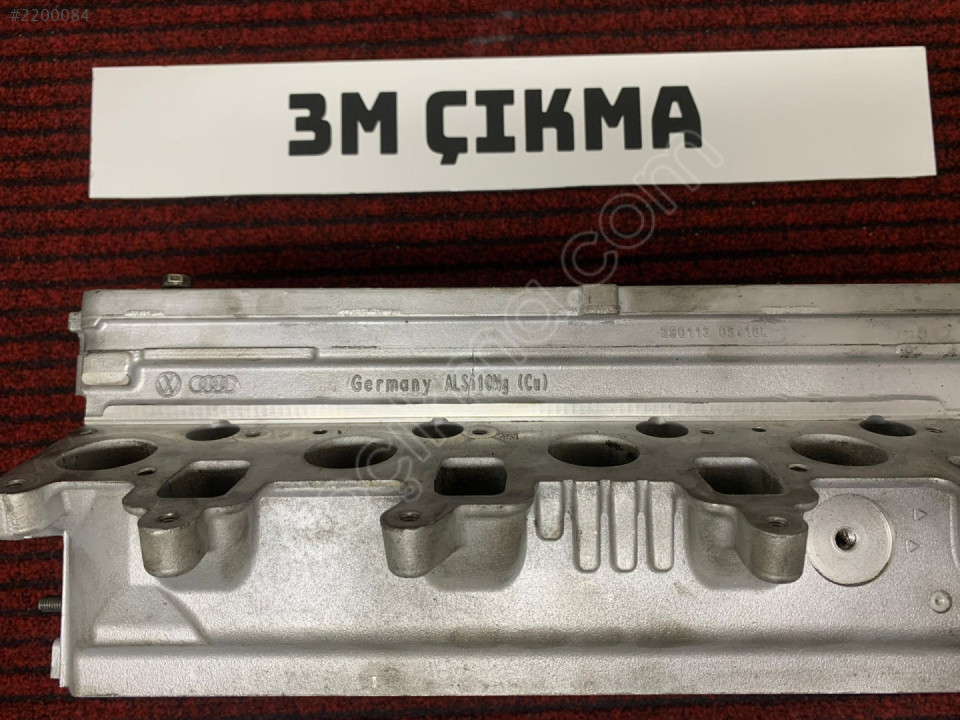 #2200084
3M ÇIKMA
Germany ALSi10Mg (Cu)